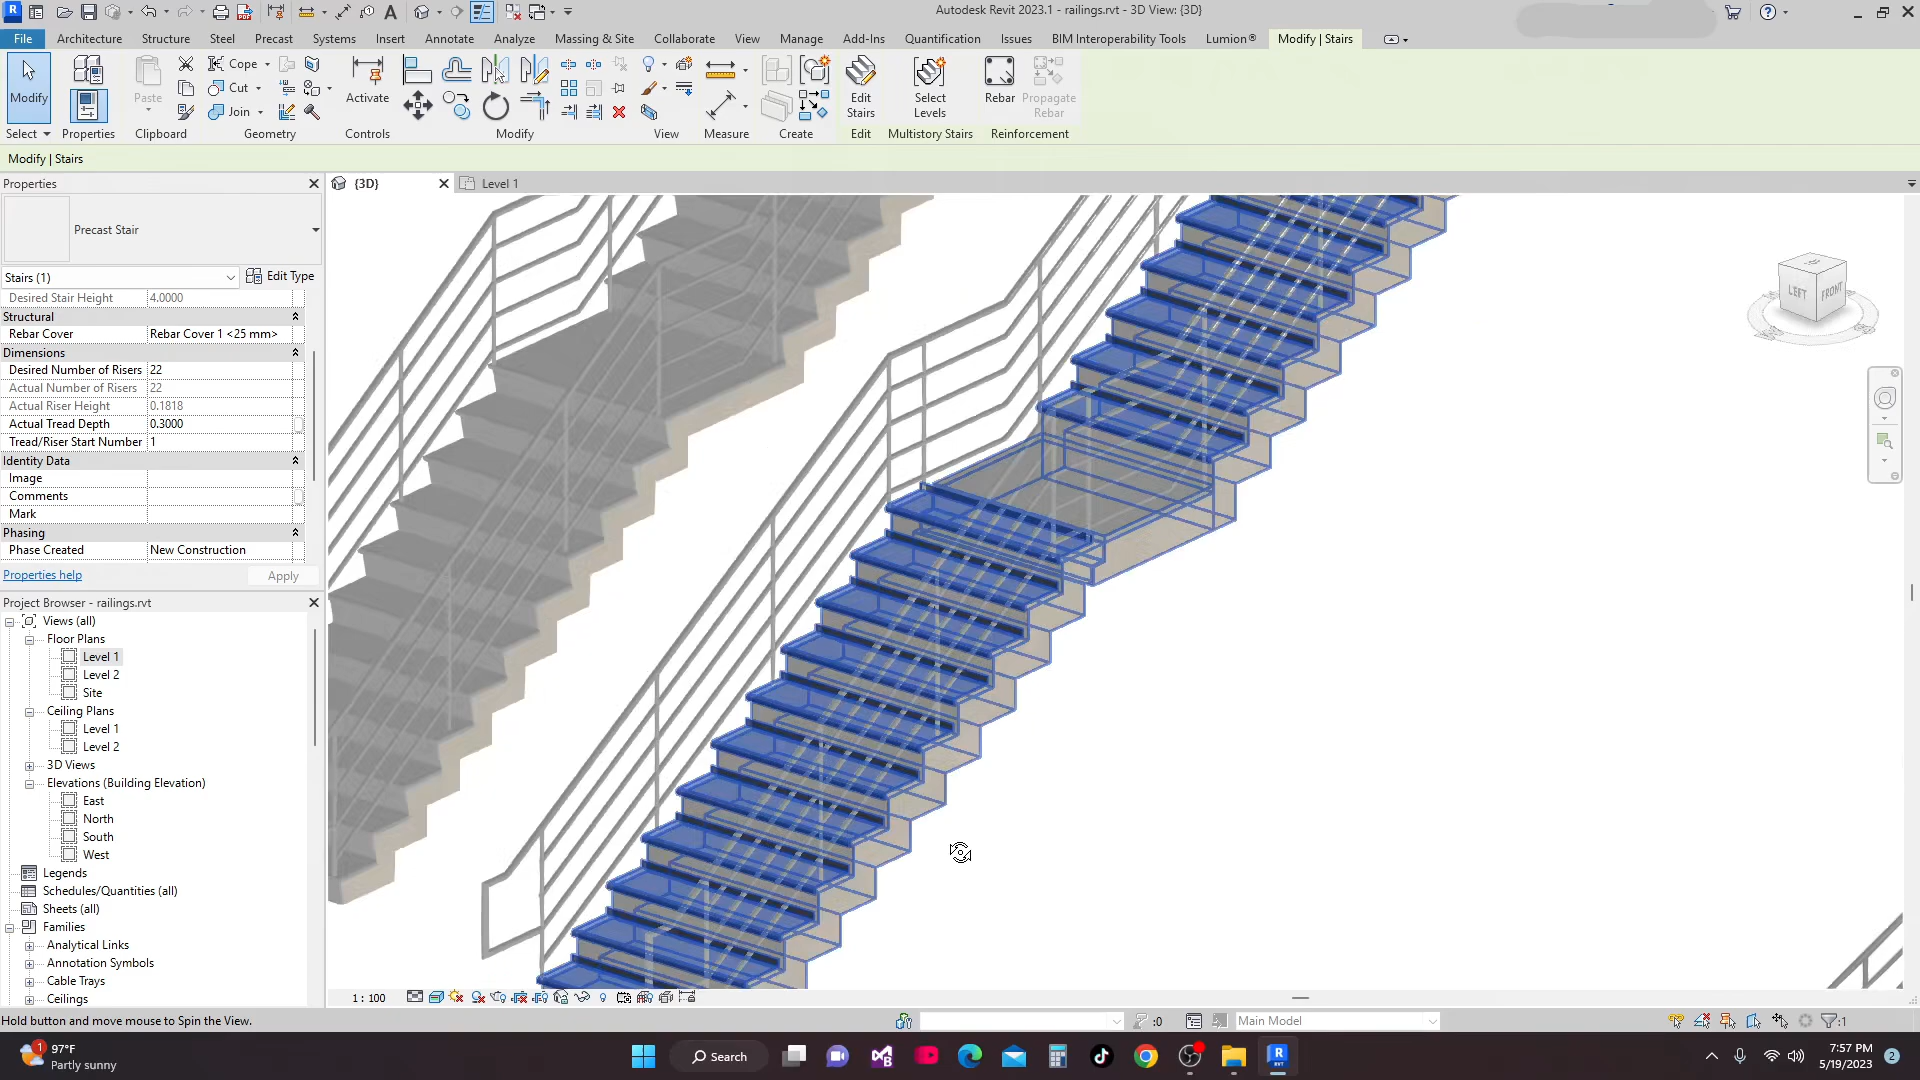 Autodesk Revit 2023.1 - railings.rvt - 3D View: {3D}
File Architecture Structure Steel Precast Systems Insert Annotate Analyze Massing & Site Collaborate View Manage Add-Ins Quantification Issues BIM Interoperability Tools Lumion® Modify | Stairs
Modify
Paste
Cope
Cut
Join
Activate
Edit Stairs
Select Levels
Rebar
Propagate Rebar
Select Properties Clipboard Geometry Controls Modify View Measure Create Edit Multistory Stairs Reinforcement
Modify | Stairs
Properties
{3D}
Level 1
Precast Stair
Stairs (1)
Edit Type
Desired Stair Height 4.0000
Structural
Rebar Cover Rebar Cover 1 <25 mm>
Dimensions
Desired Number of Risers 22
Actual Number of Risers 22
Actual Riser Height 0.1818
Actual Tread Depth 0.3000
Tread/Riser Start Number 1
Identity Data
Image
Comments
Mark
Phasing
Phase Created New Construction
Properties help
Apply
Project Browser - railings.rvt
Views (all)
Floor Plans
Level 1
Level 2
Site
Ceiling Plans
Level 1
Level 2
3D Views
Elevations (Building Elevation)
East
North
South
West
Legends
Schedules/Quantities (all)
Sheets (all)
Families
Analytical Links
Annotation Symbols
Cable Trays
Ceilings
LEFT
FRONT
1 : 100
Hold button and move mouse to Spin the View.
:0
Main Model
:1
97°F
Partly sunny
Search
7:57 PM
5/19/2023
2